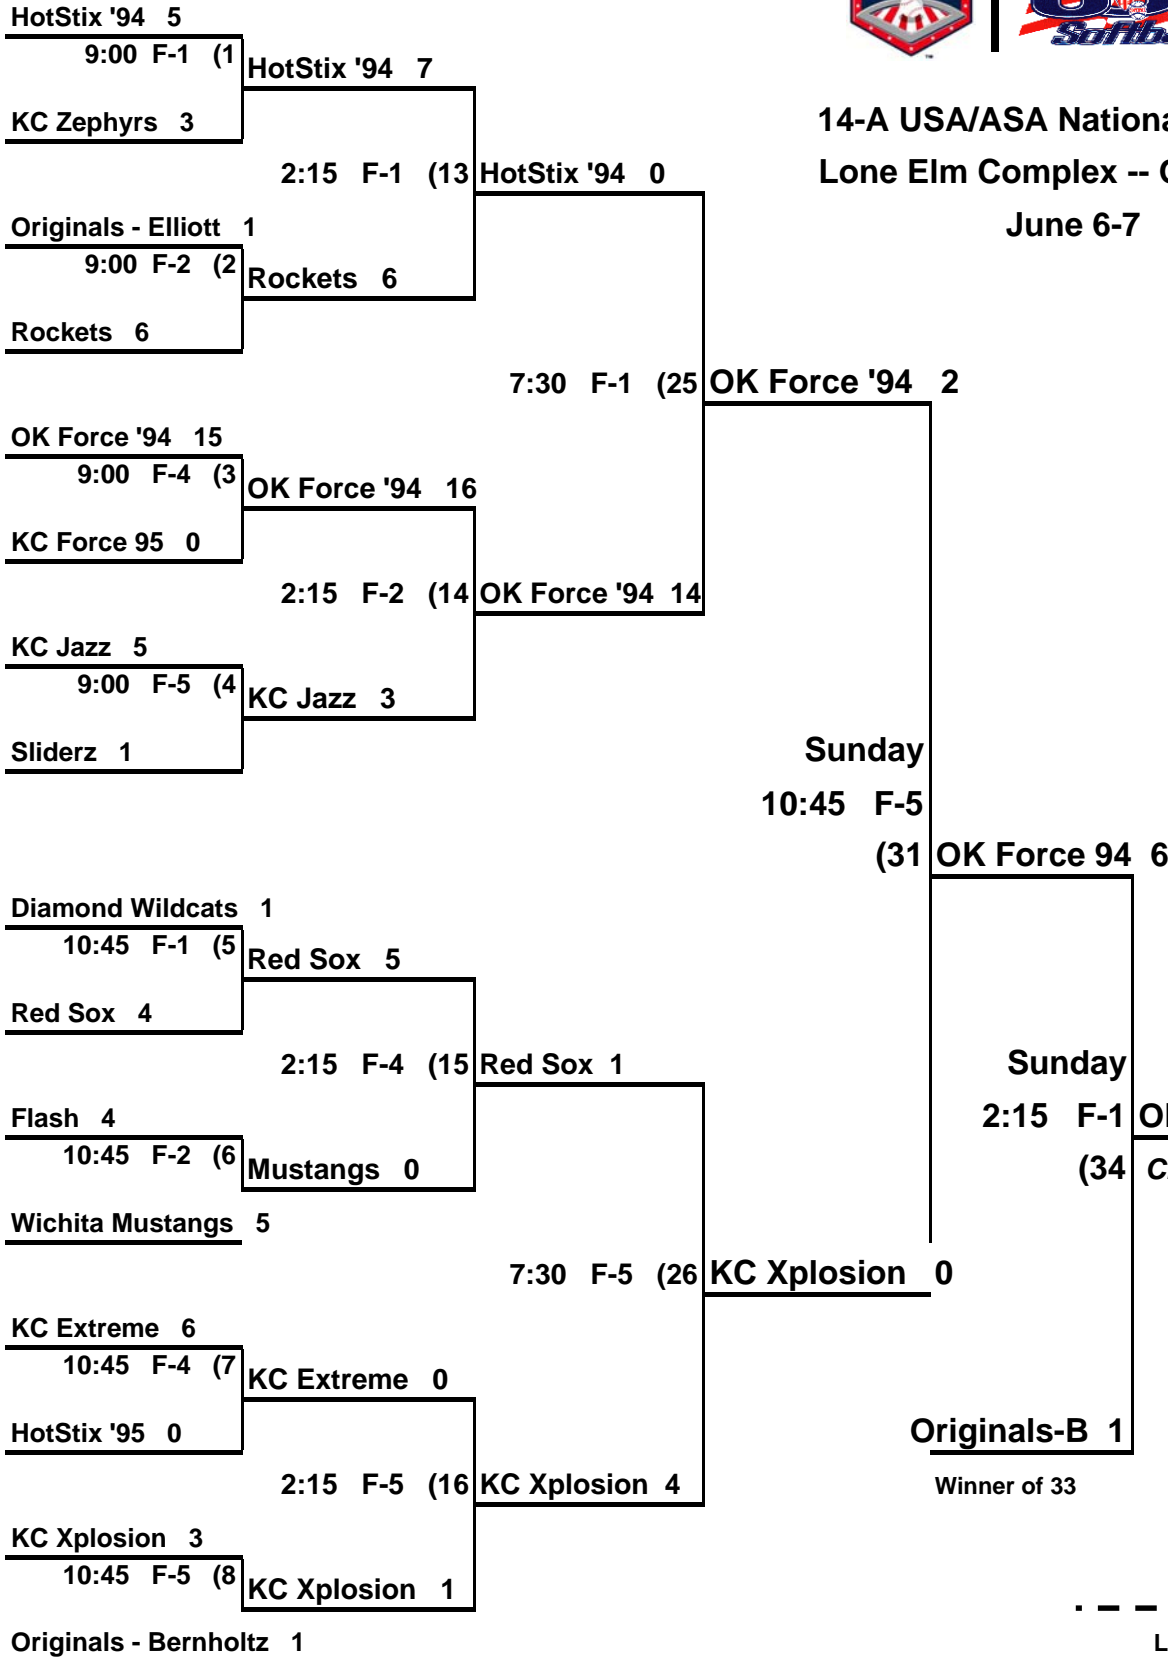 HotStix '94 5
9:00 F-1 (1
HotStix '94 7
KC Zephyrs 3
14-A USA/ASA Nationa
2:15 F-1 (13
HotStix '94 0
Lone Elm Complex --
June 6-7
Originals - Elliott 1
9:00 F-2 (2
Rockets 6
Rockets 6
7:30 F-1 (25
OK Force '94 2
OK Force '94 15
9:00 F-4 (3
OK Force '94 16
KC Force 95 0
2:15 F-2 (14
OK Force '94 14
KC Jazz 5
9:00 F-5 (4
KC Jazz 3
Sliderz 1
Sunday
10:45 F-5
(31
OK Force 94 6
Diamond Wildcats 1
10:45 F-1 (5
Red Sox 5
Red Sox 4
2:15 F-4 (15
Red Sox 1
Sunday
2:15 F-1
(34
Flash 4
10:45 F-2 (6
Mustangs 0
Wichita Mustangs 5
7:30 F-5 (26
KC Xplosion 0
KC Extreme 6
10:45 F-4 (7
KC Extreme 0
HotStix '95 0
Originals-B 1
2:15 F-5 (16
KC Xplosion 4
Winner of 33
KC Xplosion 3
10:45 F-5 (8
KC Xplosion 1
Originals - Bernholtz 1
L